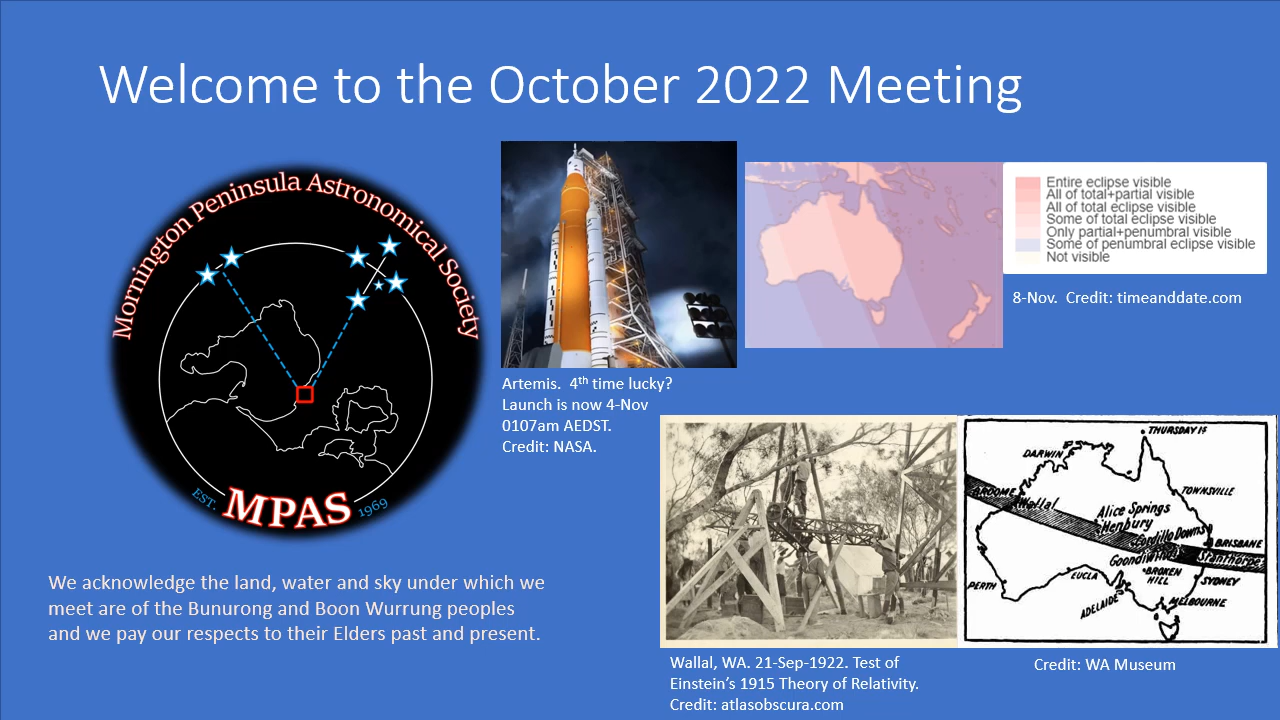 Welcome to the October 2022 Meeting
Mornington Peninsula Astronomical Society
EST. MPAS 1969
We acknowledge the land, water and sky under which we
meet are of the Bunurong and Boon Wurrung peoples
and we pay our respects to their Elders past and present.
Artemis. 4th time lucky?
Launch is now 4-Nov
0107am AEDST.
Credit: NASA.
Entire eclipse visible
All of total+partial visible
All of total eclipse visible
Some of total eclipse visible
Only partial+penumbral visible
Some of penumbral eclipse visible
Not visible
8-Nov. Credit: timeanddate.com
Wallal, WA. 21-Sep-1922. Test of
Einstein's 1915 Theory of Relativity.
Credit: atlasobscura.com
THURSDAY Iˢ
DARWIN
TOWNSVILLE
BROOME
Wallal
Alice Springs
Henbury
Cordillo Downs
BRISBANE
Goondiwindi
Stanthorpe
BROKEN
HILL
EUCLA
SYDNEY
PERTH
ADELAIDE
MELBOURNE
Credit: WA Museum